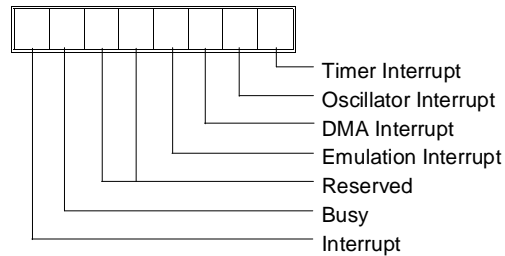 Timer Interrupt
Oscillator Interrupt
DMA Interrupt
Emulation Interrupt
Reserved
Busy
Interrupt